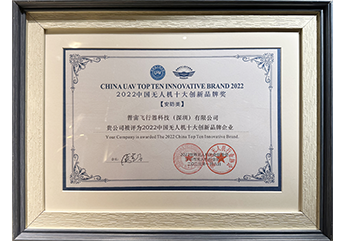 CHINA UAV TOP TEN INNOVATIVE BRAND 2022
2022中国无人机十大创新品牌奖
【安防类】
普宙飞行器科技（深圳）有限公司
贵公司被评为2022中国无人机十大创新品牌企业
Your Company is awarded The 2022 China Top Ten Innovative Brand.